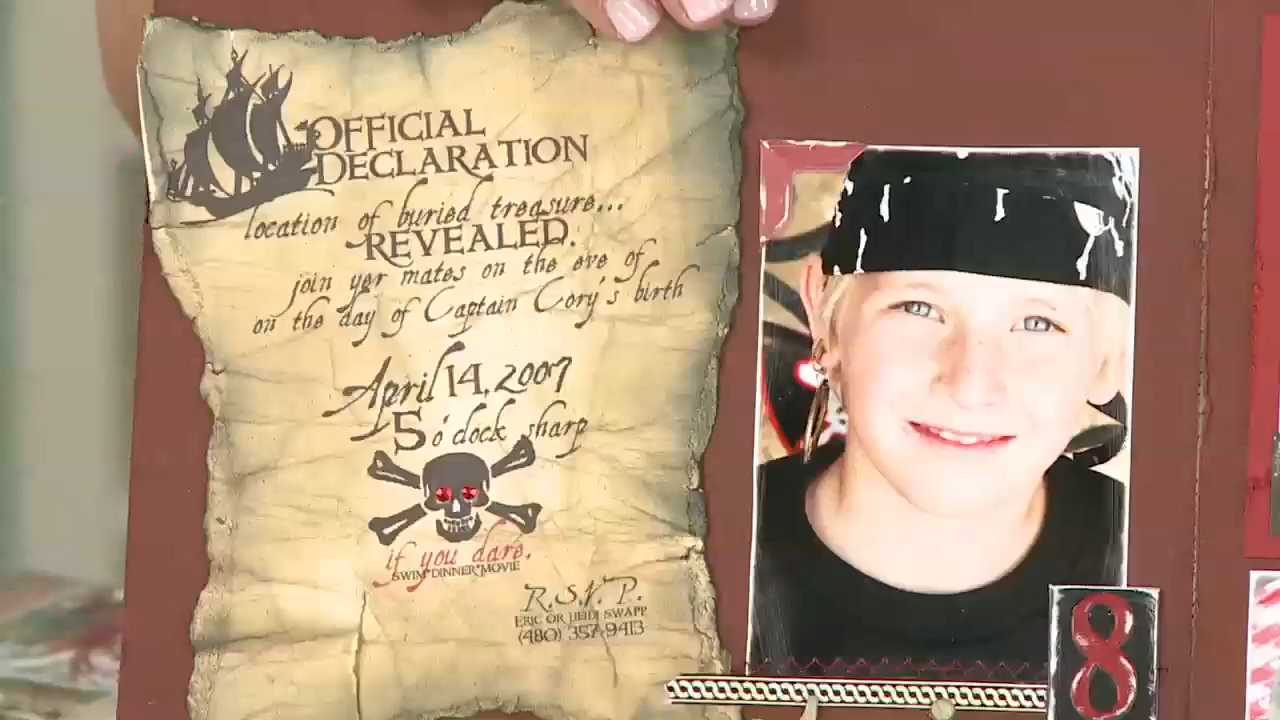 OFFICIAL
DECLARATION
location of buried treasure...
REVEALED.
join yer mates on the eve of
on the day of Captain Cory's birth
April 14, 2007
5 o'clock sharp
if you dare.
SWIM*DINNER*MOVIE
R.S.V.P.
ERIC OR HEIDI SWAPP
(480) 357-9413
8